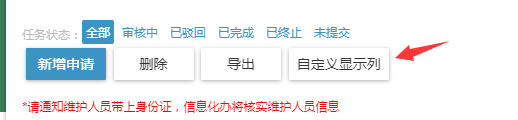 任务状态： 全部 审核中 已驳回 已完成 已终止 未提交
新增申请 删除 导出 自定义显示列
*请通知维护人员带上身份证，信息化办将核实维护人员信息